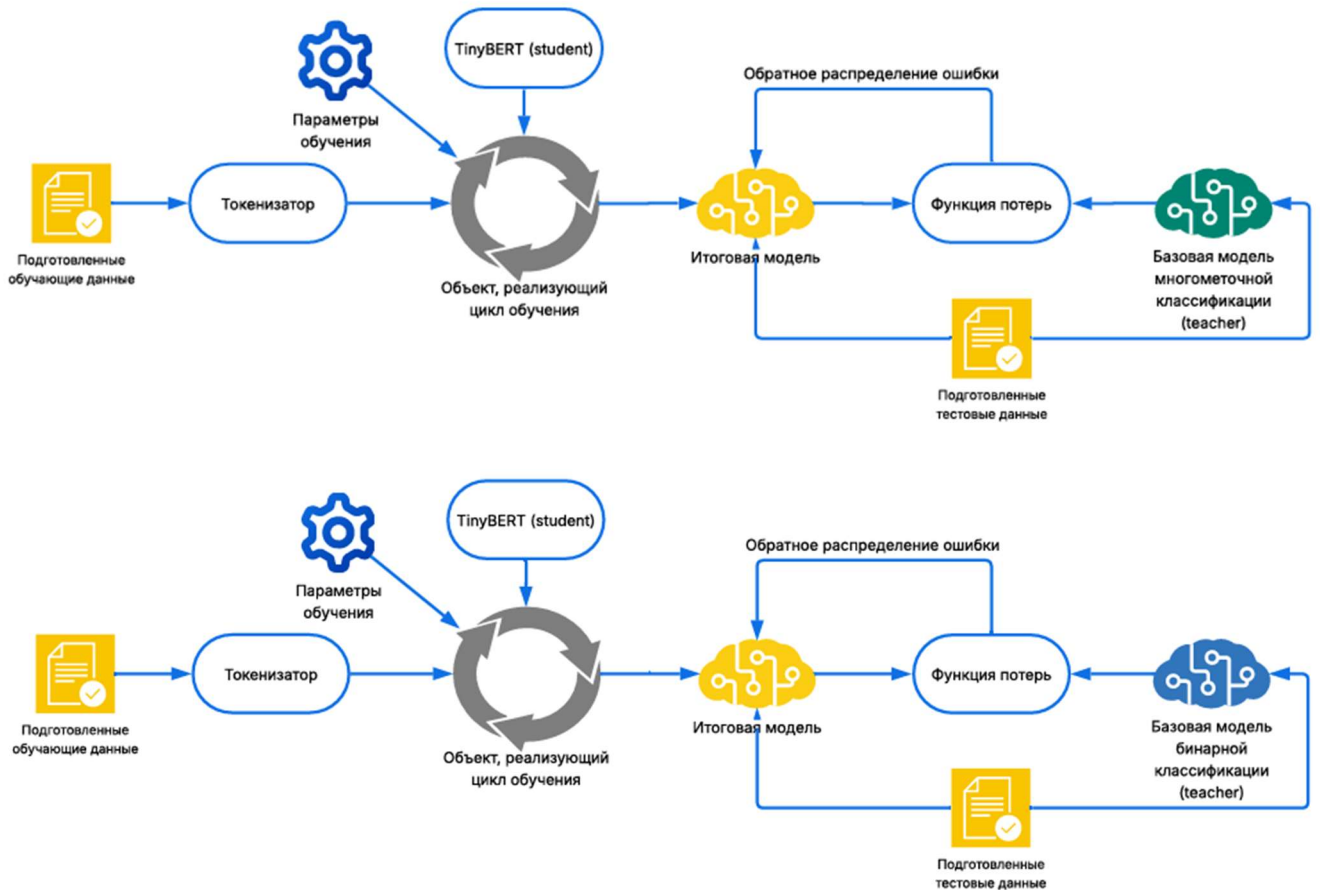 TinyBERT (student)
Обратное распределение ошибки
Параметры
обучения
Токенизатор
Функция потерь
Подготовленные
обучающие данные
Объект, реализующий
цикл обучения
Итоговая модель
Базовая модель
многометочной
классификации
(teacher)
Подготовленные
тестовые данные
TinyBERT (student)
Обратное распределение ошибки
Параметры
обучения
Токенизатор
Функция потерь
Подготовленные
обучающие данные
Объект, реализующий
цикл обучения
Итоговая модель
Базовая модель
бинарной
классификации
(teacher)
Подготовленные
тестовые данные